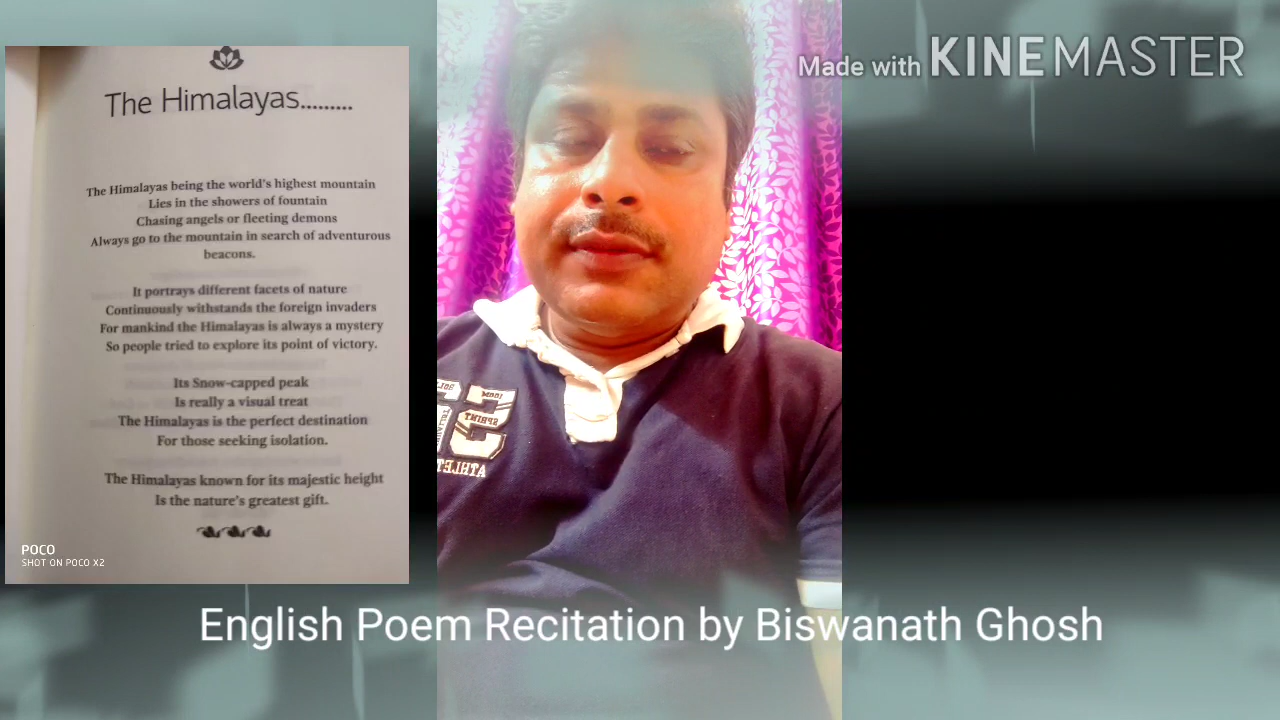 The Himalayas.........
The Himalayas being the world's highest mountain
Lies in the showers of fountain
Chasing angels or fleeting demons
Always go to the mountain in search of adventurous
beacons.
It portrays different facets of nature
Continuously withstands the foreign invaders
For mankind the Himalayas is always a mystery
So people tried to explore its point of victory.
Its Snow-capped peak
Is really a visual treat
The Himalayas is the perfect destination
For those seeking isolation.
The Himalayas known for its majestic height
Is the nature's greatest gift.
POCO
SHOT ON POCO X2
Made with KINEMASTER
ICOM
SPIRIT
ATHLET
English Poem Recitation by Biswanath Ghosh